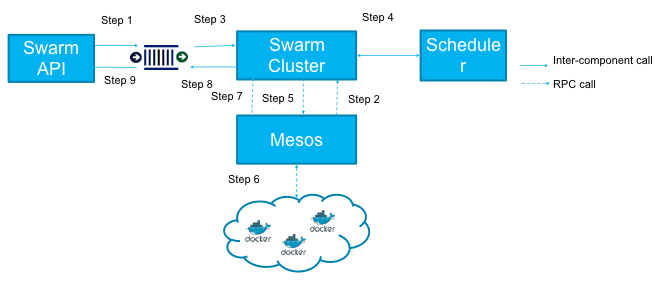 Step 1
Step 3
Step 4
Swarm
API
Swarm
Cluster
Schedule
r
Inter-component call
RPC call
Step 9
Step 8
Step 7
Step 5
Step 2
Mesos
Step 6
docker
docker
docker